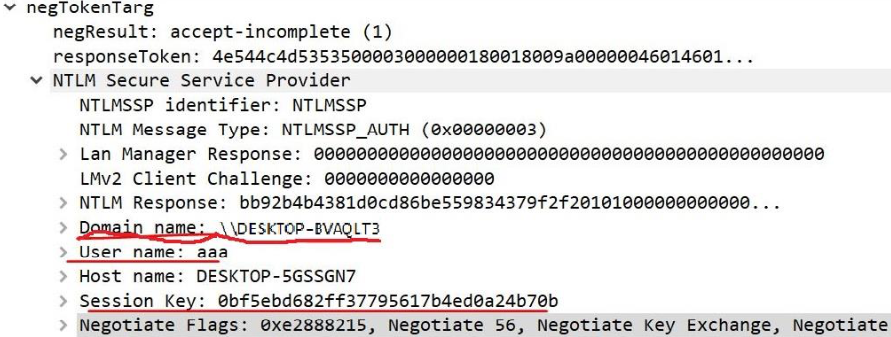 negTokenTarg
negResult: accept-incomplete (1)
responseToken: 4e544c4d5353500003000000180018009a00000046014601...
NTLM Secure Service Provider
NTLMSSP identifier: NTLMSSP
NTLM Message Type: NTLMSSP_AUTH (0x00000003)
Lan Manager Response: 000000000000000000000000000000000000000000000000
LMv2 Client Challenge: 0000000000000000
NTLM Response: bb92b4b4381d0cd86be559834379f2f20101000000000000...
Domain name: \\DESKTOP-BVAQLT3
User name: aaa
Host name: DESKTOP-5GSSGN7
Session Key: 0bf5ebd682ff37795617b4ed0a24b70b
Negotiate Flags: 0xe2888215, Negotiate 56, Negotiate Key Exchange, Negotiate